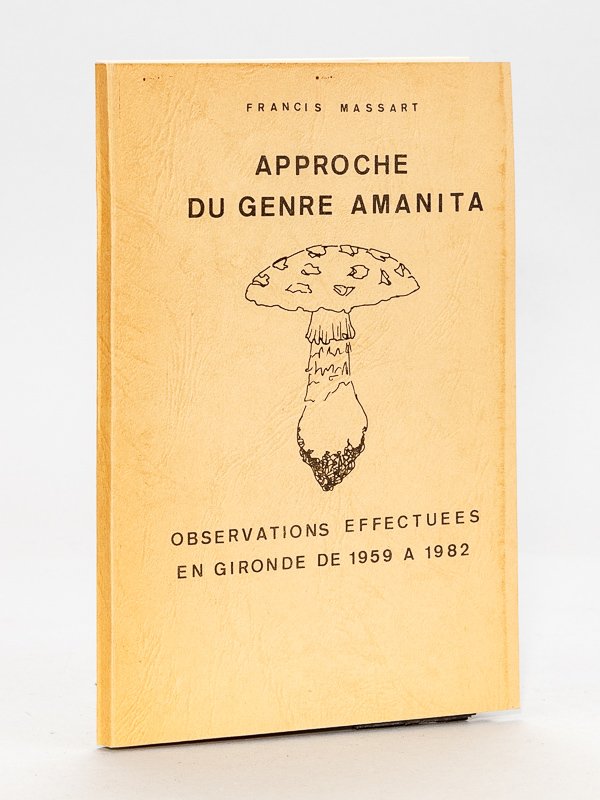 FRANCIS MASSART
APPROCHE
DU GENRE AMANITA
OBSERVATIONS EFFECTUEES
EN GIRONDE DE 1959 A 1982